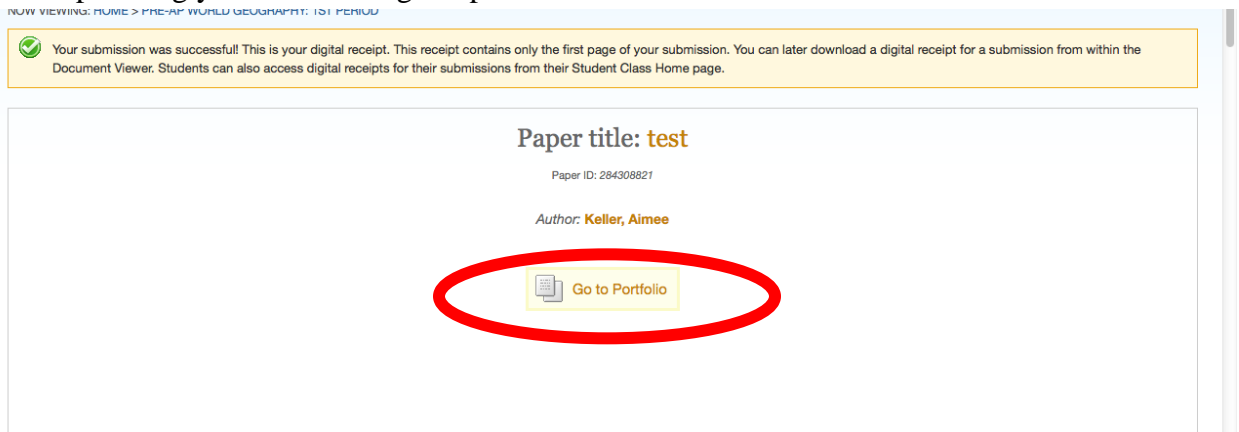 NOW VIEWING: HOME > PRE-AP WORLD GEOGRAPHY: 1ST PERIOD
Your submission was successful! This is your digital receipt. This receipt contains only the first page of your submission. You can later download a digital receipt for a submission from within the
Document Viewer. Students can also access digital receipts for their submissions from their Student Class Home page.
Paper title: test
Paper ID: 284308821
Author: Keller, Aimee
Go to Portfolio